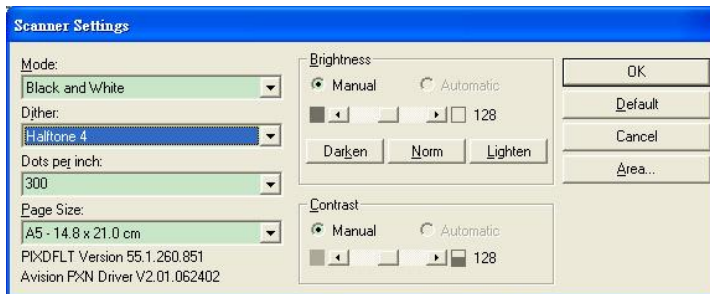 Scanner Settings
Mode:
Black and White
Dither:
Halftone 4
Dots per inch:
300
Page Size:
A5 - 14.8 x 21.0 cm
PIXDFLT Version 55.1.260.851
Avision PXN Driver V2.01.062402
Brightness
Manual Automatic
128
Darken Norm Lighten
Contrast
Manual Automatic
128
OK
Default
Cancel
Area...